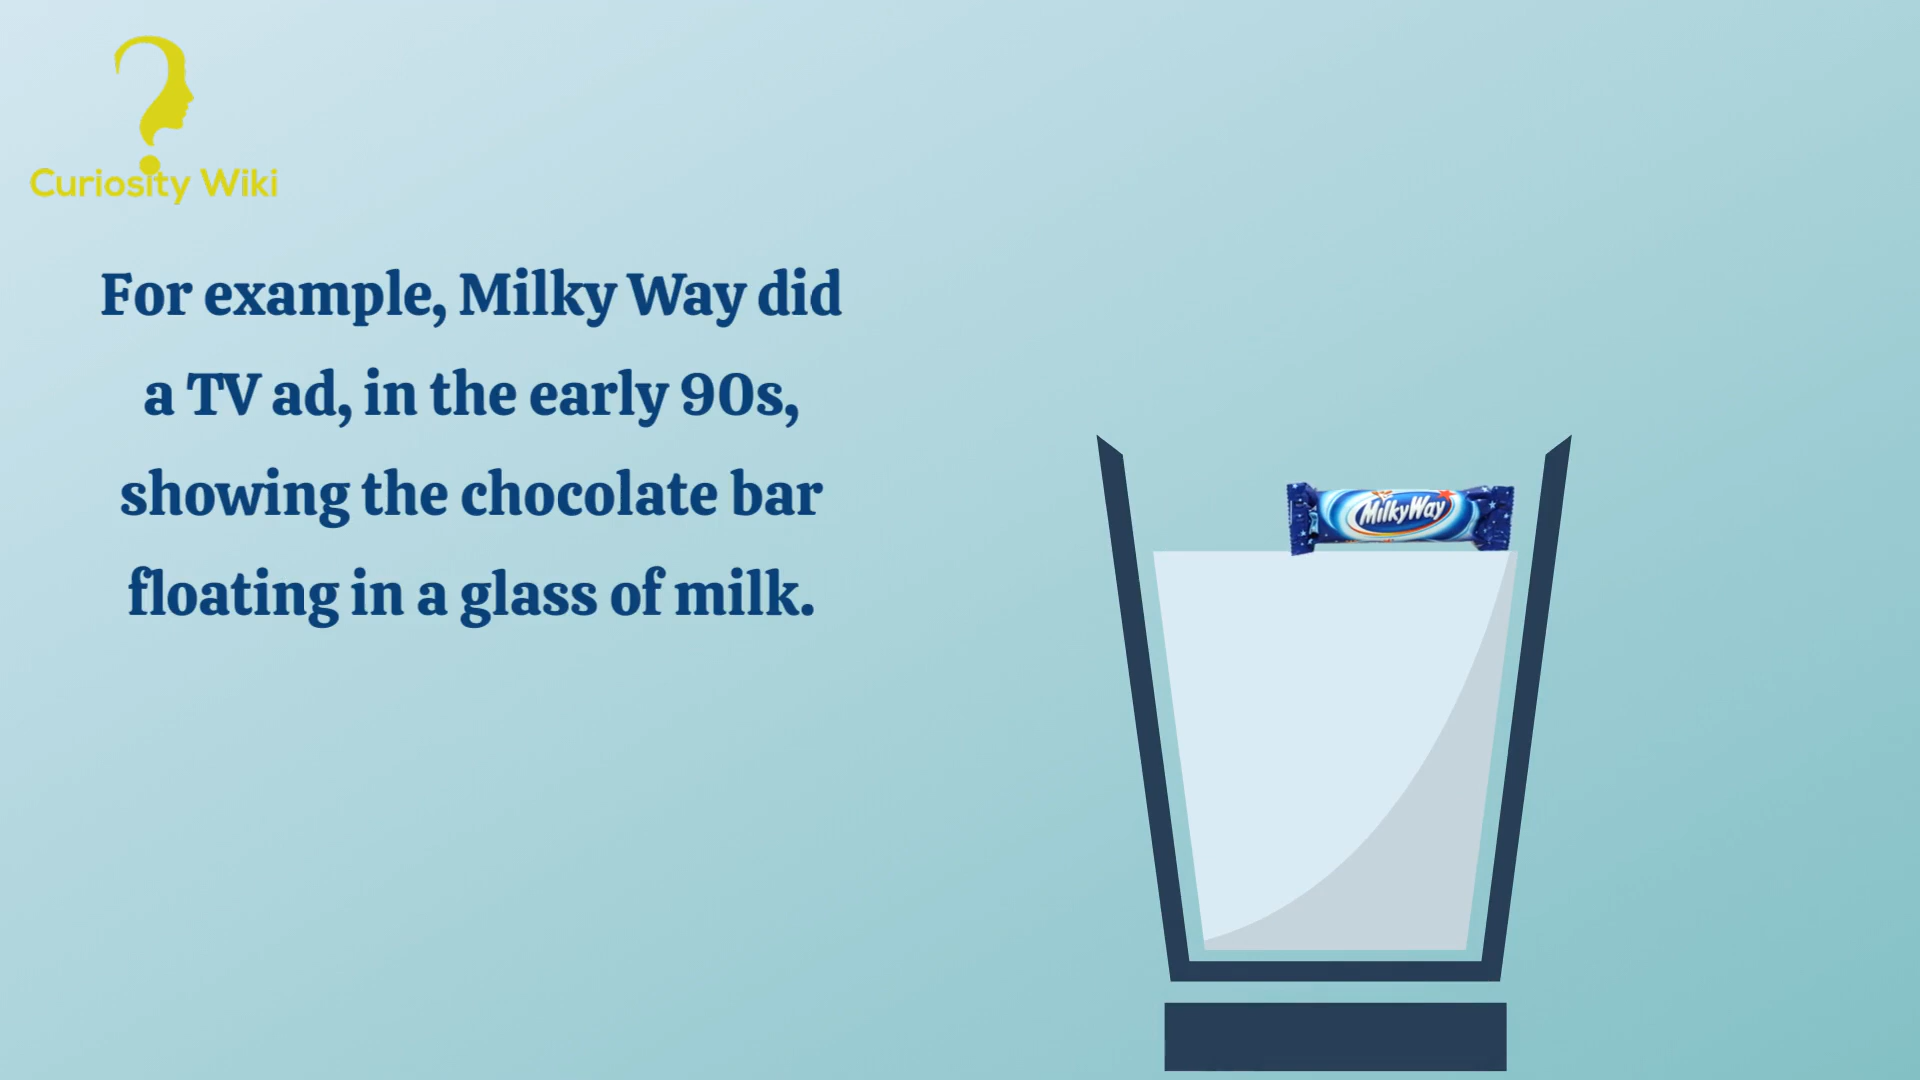 Curiosity Wiki
For example, Milky Way did
a TV ad, in the early 90s,
showing the chocolate bar
floating in a glass of milk.
MilkyWay